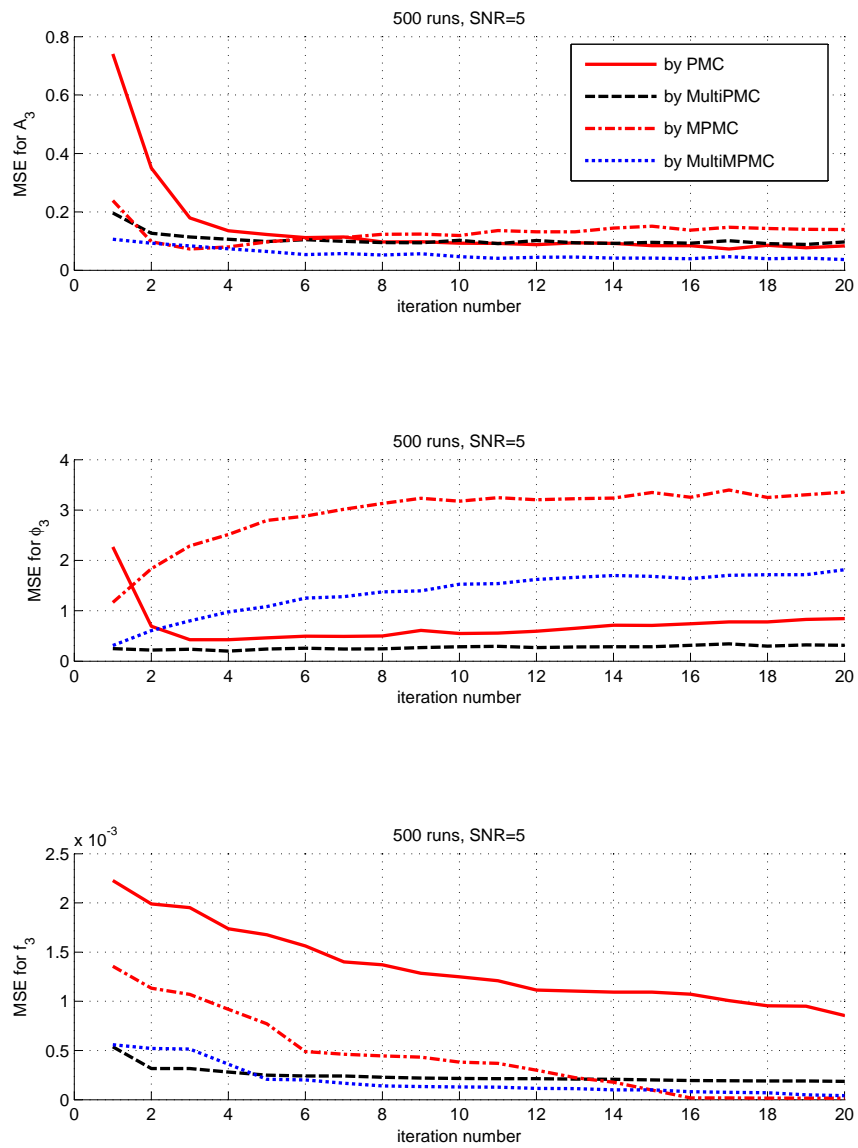 500 runs, SNR=5
MSE for A_3
0.8
0.6
0.4
0.2
0
by PMC
by MultiPMC
by MPMC
by MultiMPMC
0 2 4 6 8 10 12 14 16 18 20
iteration number
500 runs, SNR=5
MSE for ϕ_3
4
3
2
1
0
0 2 4 6 8 10 12 14 16 18 20
iteration number
x 10^-3
500 runs, SNR=5
MSE for f_3
2.5
2
1.5
1
0.5
0
0 2 4 6 8 10 12 14 16 18 20
iteration number